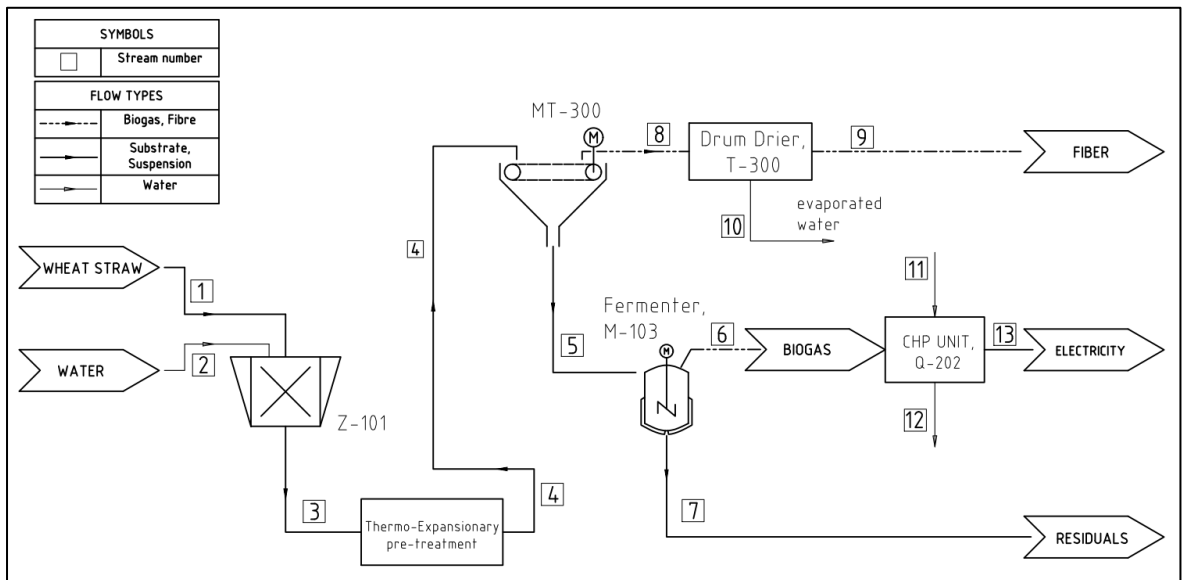 SYMBOLS
Stream number
FLOW TYPES
Biogas, Fibre
Substrate,
Suspension
Water
MT-300
M
8
Drum Drier,
T-300
9
FIBER
evaporated
water
10
4
WHEAT STRAW
1
WATER
2
Z-101
3
Thermo-Expansionary
pre-treatment
4
5
Fermenter,
M-103
M
6
BIOGAS
11
CHP UNIT,
Q-202
13
ELECTRICITY
12
7
RESIDUALS